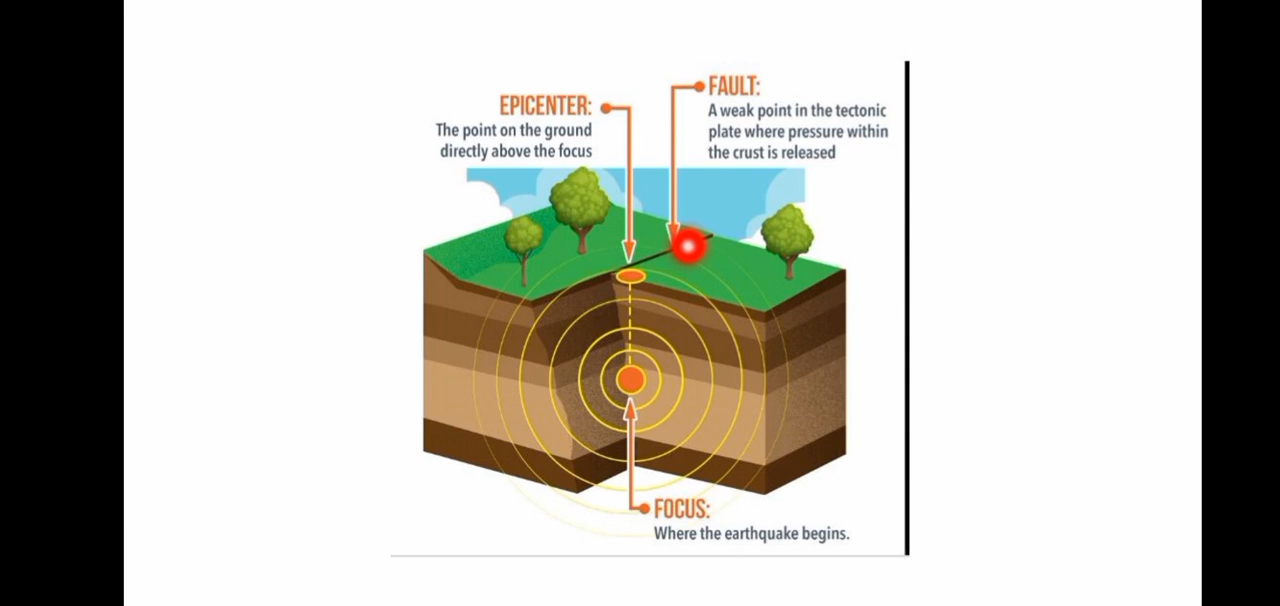 EPICENTER:
The point on the ground
directly above the focus
FAULT:
A weak point in the tectonic
plate where pressure within
the crust is released
FOCUS:
Where the earthquake begins.